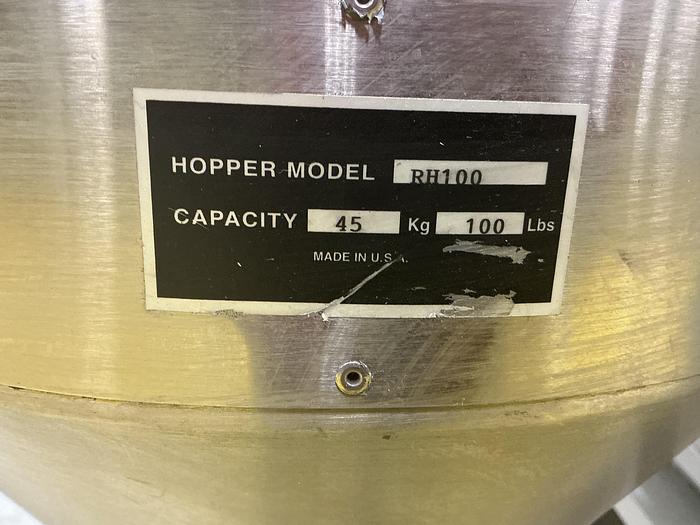 HOPPER MODEL RH100
CAPACITY 45 Kg 100 Lbs
MADE IN U.S.A.